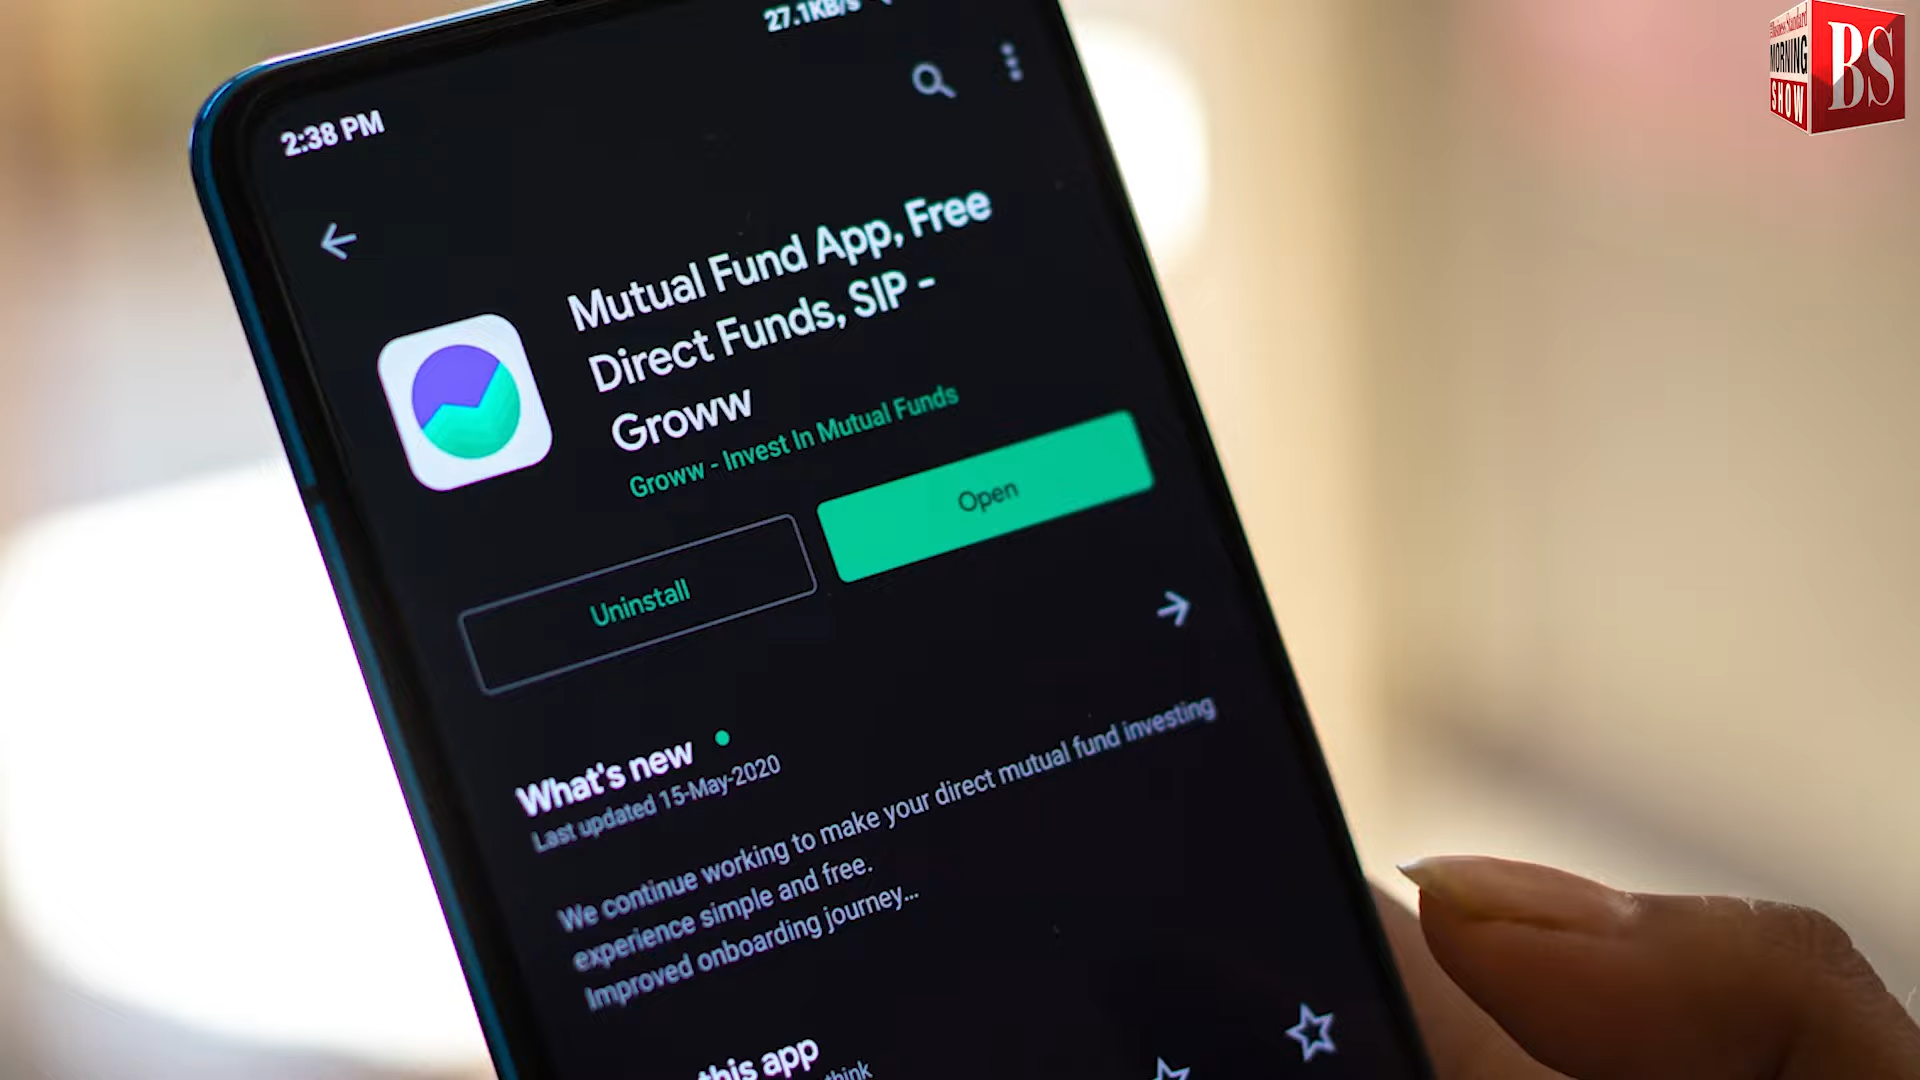 27.1KB/s
2:38 PM
Mutual Fund App, Free
Direct Funds, SIP -
Groww
Groww - Invest In Mutual Funds
Uninstall
Open
What's new
Last updated 15-May-2020
We continue working to make your direct mutual fund investing
experience simple and free.
Improved onboarding journey...
this app
think
Business Standard
MORNING
SHOW
BS